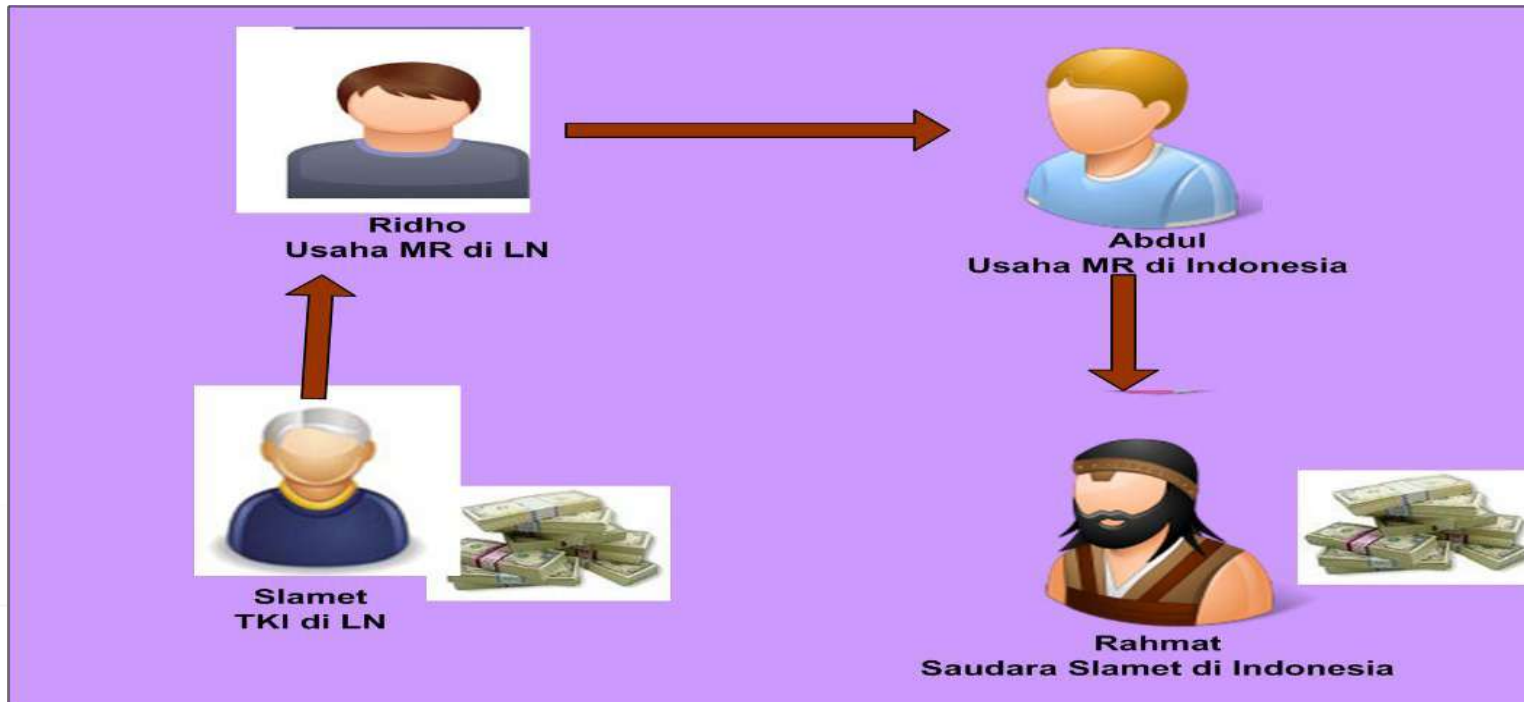 Ridho
Usaha MR di LN
Abdul
Usaha MR di Indonesia
Slamet
TKI di LN
Rahmat
Saudara Slamet di Indonesia